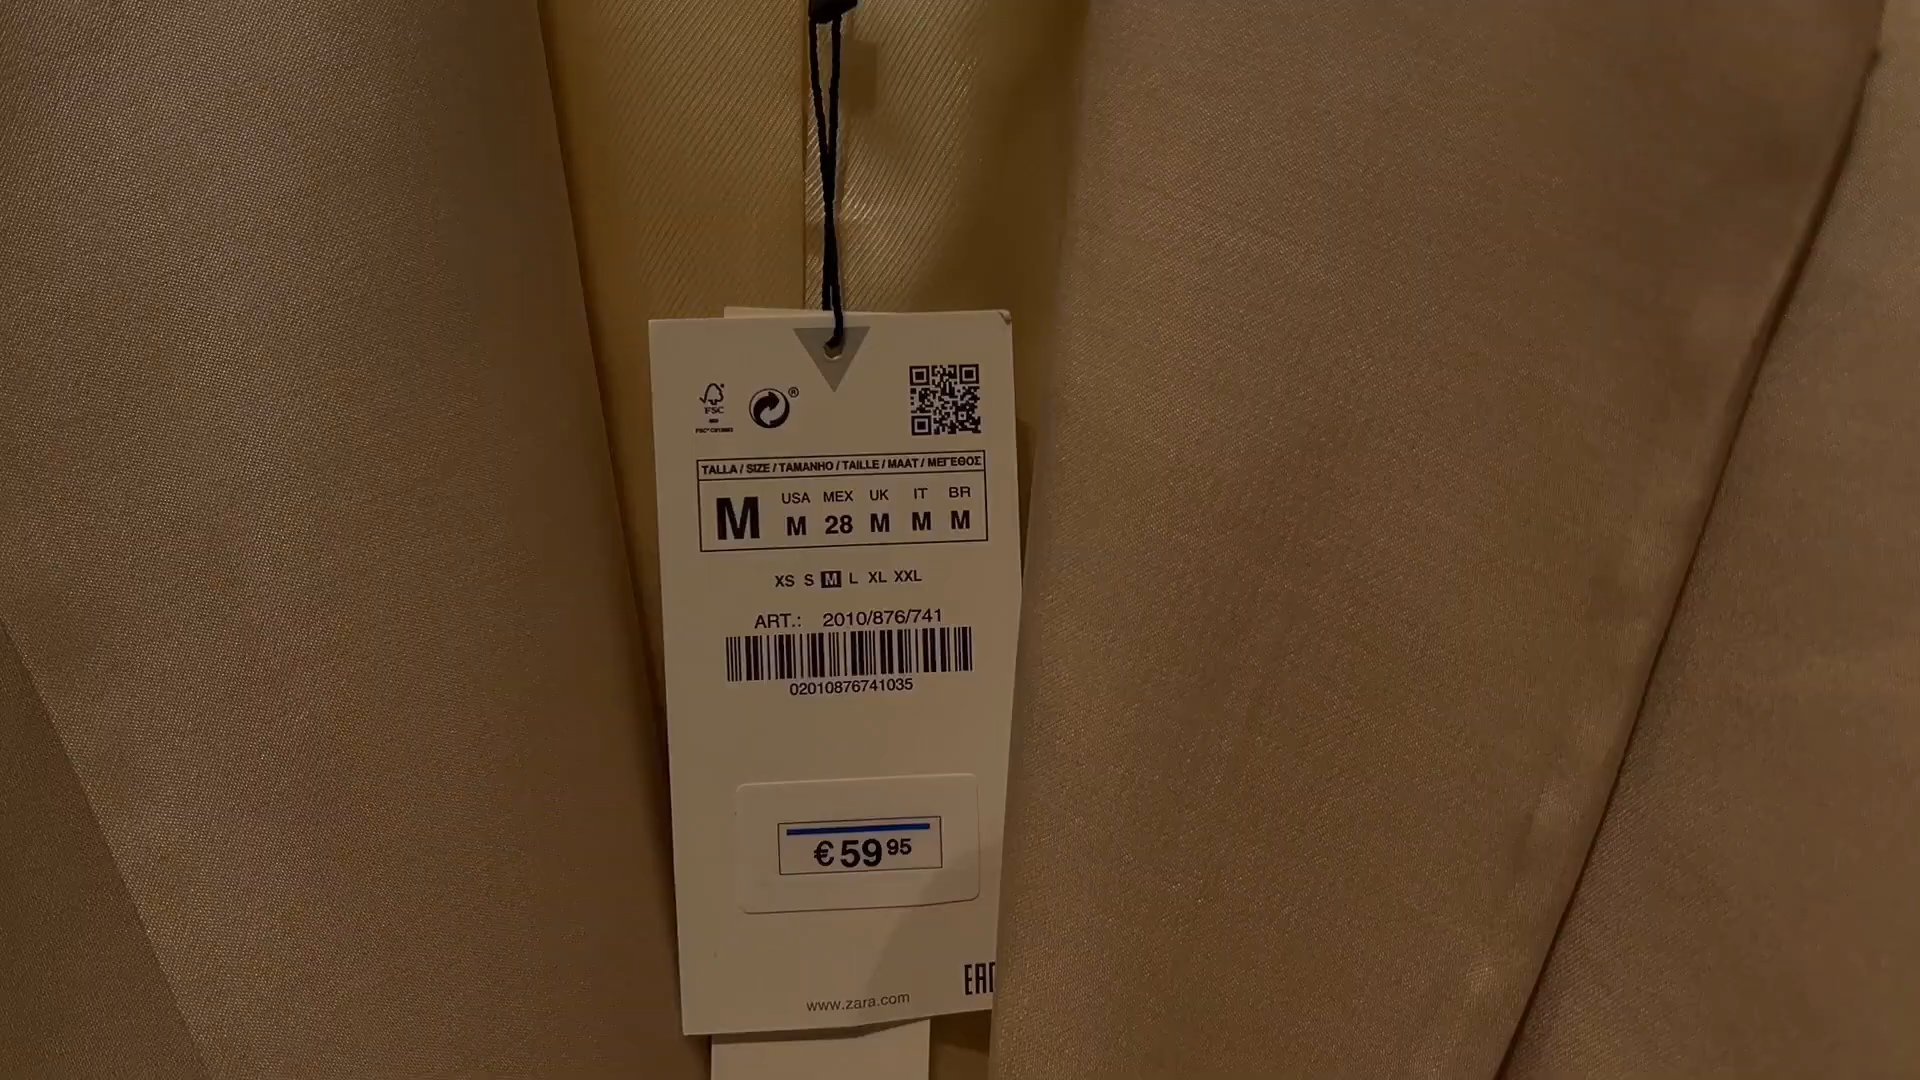 FSC
®
TALLA / SIZE / TAMANHO / TAILLE / MAAT / ΜΕΓΕΘΟΣ
USA MEX UK IT BR
M M 28 M M M
XS S M L XL XXL
ART.: 2010/876/741
02010876741035
€ 59 95
www.zara.com